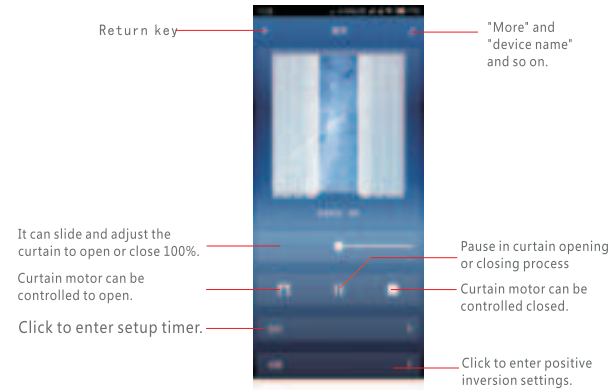 Return key
"More" and
"device name"
and so on.
It can slide and adjust the
curtain to open or close 100%.
Curtain motor can be
controlled to open.
Click to enter setup timer.
Pause in curtain opening
or closing process
Curtain motor can be
controlled closed.
Click to enter positive
inversion settings.